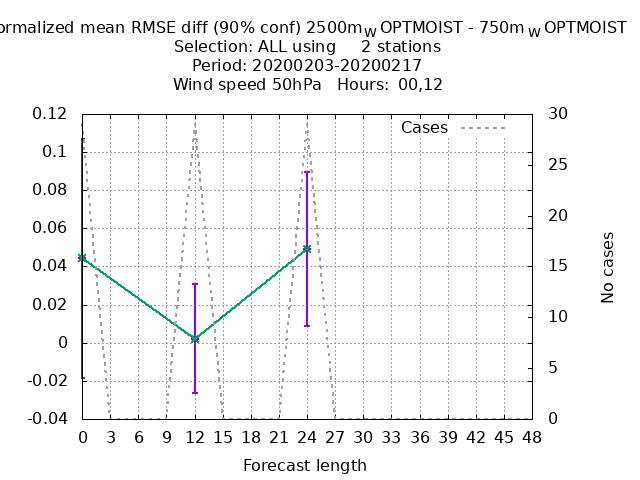 ormalized mean RMSE diff (90% conf) 2500m_W OPTMOIST - 750m_W OPTMOIST
Selection: ALL using 2 stations
Period: 20200203-20200217
Wind speed 50hPa Hours: 00,12
Cases
0.12
0.1
0.08
0.06
0.04
0.02
0
-0.02
-0.04
30
25
20
15
10
5
0
No cases
0 3 6 9 12 15 18 21 24 27 30 33 36 39 42 45 48
Forecast length